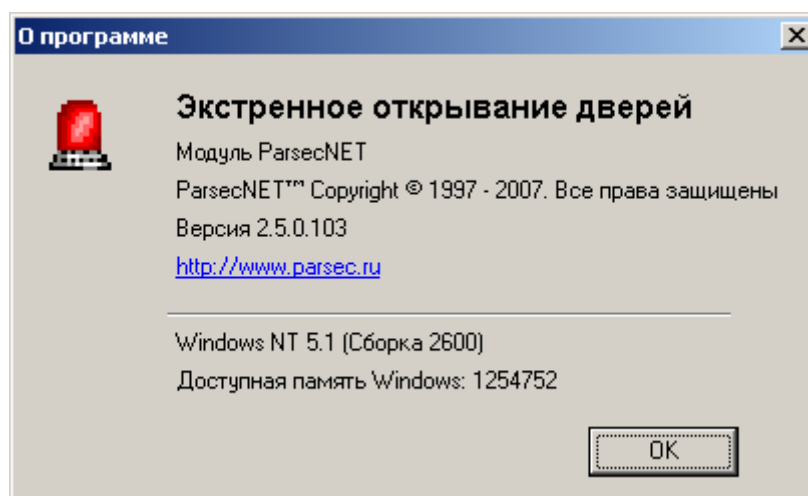 О программе
Экстренное открывание дверей
Модуль ParsecNET
ParsecNET™ Copyright © 1997 - 2007. Все права защищены
Версия 2.5.0.103
http://www.parsec.ru
Windows NT 5.1 (Сборка 2600)
Доступная память Windows: 1254752
OK